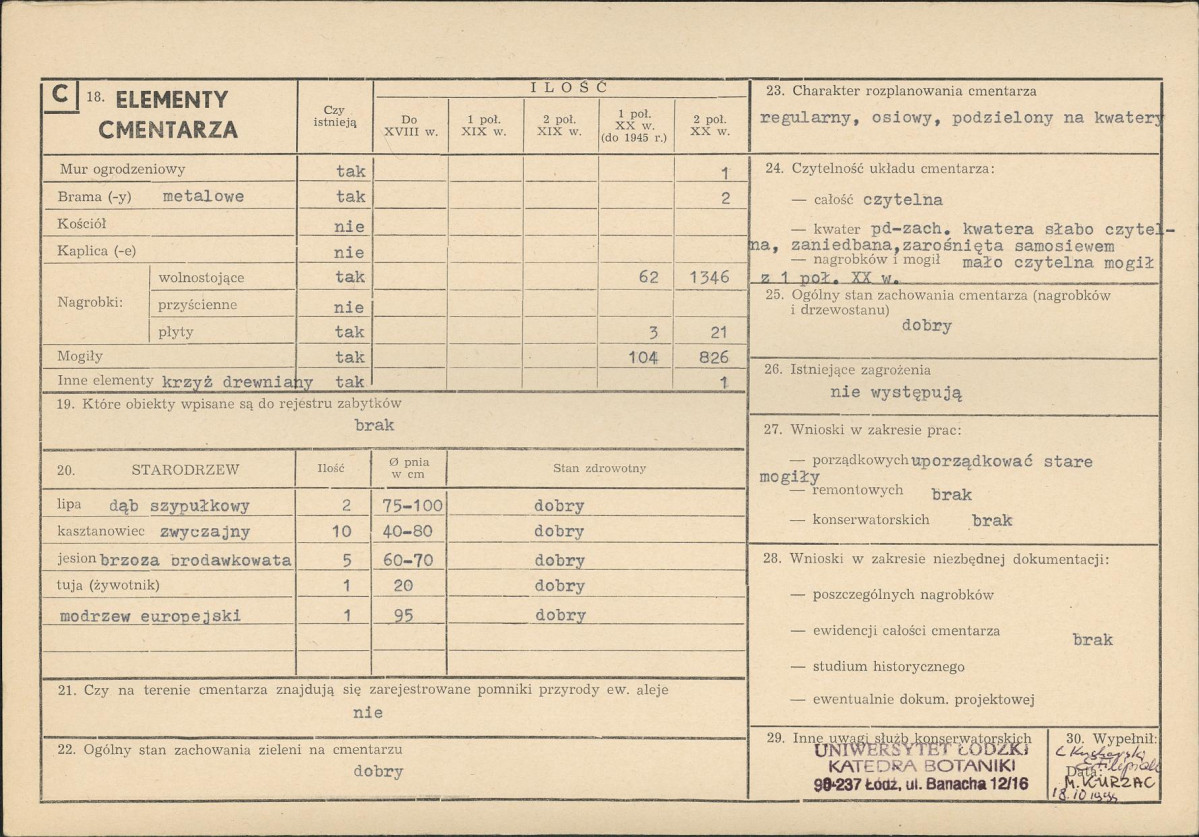 C 18. ELEMENTY CMENTARZA
Czy istnieją
ILOŚĆ
Do XVIII w.
1 poł. XIX w.
2 poł. XIX w.
1 poł. XX w. (do 1945 r.)
2 poł. XX w.
Mur ogrodzeniowy tak 1
Brama (-y) metalowe tak 2
Kościół nie
Kaplica (-e) nie
Nagrobki:
wolnostojące tak 62 1346
przyścienne nie
płyty tak 3 21
Mogiły tak 104 826
Inne elementy krzyż drewniany tak 1
19. Które obiekty wpisane są do rejestru zabytków
brak
20. STARODRZEW Ilość Ø pnia w cm Stan zdrowotny
lipa dąb szypułkowy 2 75-100 dobry
kasztanowiec zwyczajny 10 40-80 dobry
jesion brzoza brodawkowata 5 60-70 dobry
tuja (żywotnik) 1 20 dobry
modrzew europejski 1 95 dobry
21. Czy na terenie cmentarza znajdują się zarejestrowane pomniki przyrody ew. aleje
nie
22. Ogólny stan zachowania zieleni na cmentarzu
dobry
23. Charakter rozplanowania cmentarza
regularny, osiowy, podzielony na kwatery
24. Czytelność układu cmentarza:
— całość czytelna
— kwater pd-zach. kwatera słabo czytel-
na, zaniedbana,zarośnięta samosiewem
— nagrobków i mogił mało czytelna mogił
z 1 poł. XX w.
25. Ogólny stan zachowania cmentarza (nagrobków
i drzewostanu)
dobry
26. Istniejące zagrożenia
nie występują
27. Wnioski w zakresie prac:
— porządkowych uporządkować stare
mogiły
— remontowych brak
— konserwatorskich brak
28. Wnioski w zakresie niezbędnej dokumentacji:
— poszczególnych nagrobków
— ewidencji całości cmentarza
brak
— studium historycznego
— ewentualnie dokum. projektowej
29. Inne uwagi służb konserwatorskich
UNIWERSYTET ŁÓDZKI
KATEDRA BOTANIKI
90-237 Łódź, ul. Banacha 12/16
30. Wypełnił:
Data:
M. KURZAC